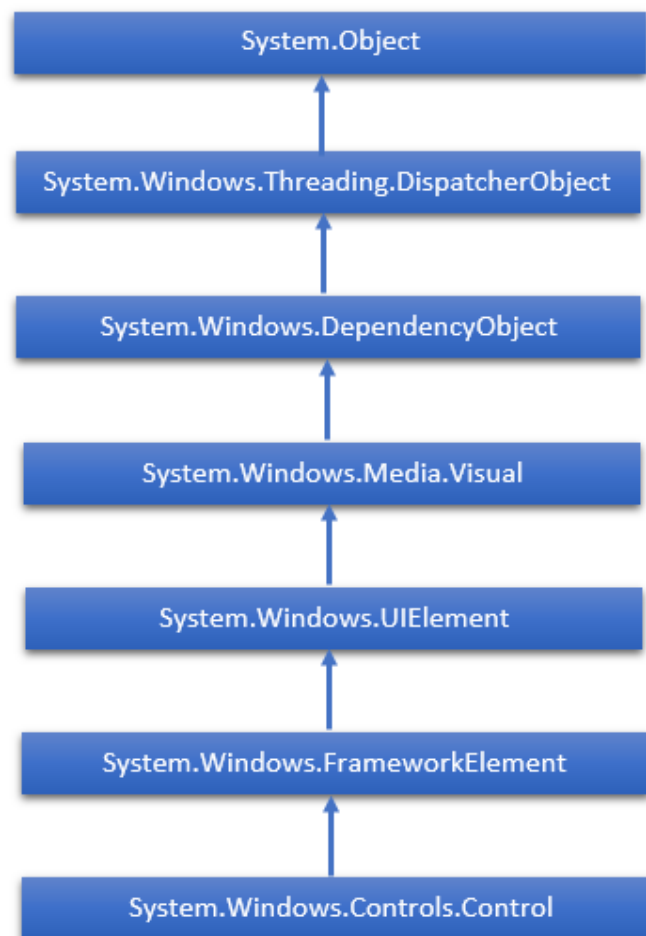 System.Object
System.Windows.Threading.DispatcherObject
System.Windows.DependencyObject
System.Windows.Media.Visual
System.Windows.UIElement
System.Windows.FrameworkElement
System.Windows.Controls.Control